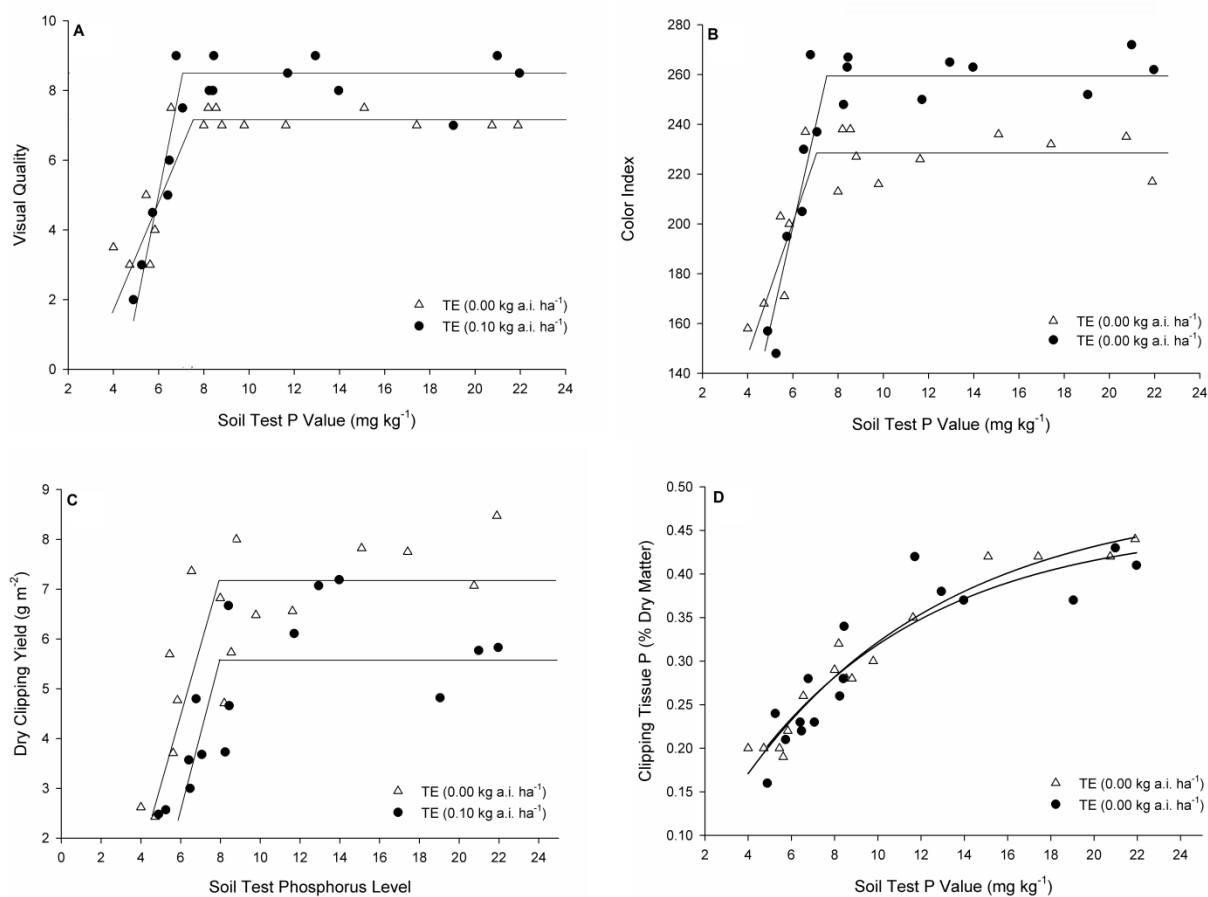 A
Visual Quality
10
8
6
4
2
0
2 4 6 8 10 12 14 16 18 20 22 24
Soil Test P Value (mg kg⁻¹)
TE (0.00 kg a.i. ha⁻¹)
TE (0.10 kg a.i. ha⁻¹)
B
Color Index
280
260
240
220
200
180
160
140
2 4 6 8 10 12 14 16 18 20 22 24
Soil Test P Value (mg kg⁻¹)
TE (0.00 kg a.i. ha⁻¹)
TE (0.00 kg a.i. ha⁻¹)
C
Dry Clipping Yield (g m⁻²)
9
8
7
6
5
4
3
2
0 2 4 6 8 10 12 14 16 18 20 22 24
Soil Test Phosphorus Level
TE (0.00 kg a.i. ha⁻¹)
TE (0.10 kg a.i. ha⁻¹)
D
Clipping Tissue P (% Dry Matter)
0.50
0.45
0.40
0.35
0.30
0.25
0.20
0.15
0.10
2 4 6 8 10 12 14 16 18 20 22 24
Soil Test P Value (mg kg⁻¹)
TE (0.00 kg a.i. ha⁻¹)
TE (0.00 kg a.i. ha⁻¹)